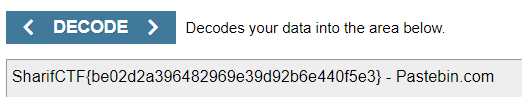 < DECODE > Decodes your data into the area below.
SharifCTF{be02d2a396482969e39d92b6e440f5e3} - Pastebin.com